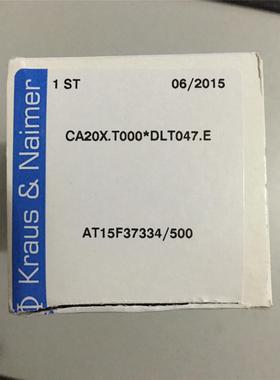 1 ST 06/2015
CA20X.T000*DLT047.E
AT15F37334/500
Kraus & Naimer